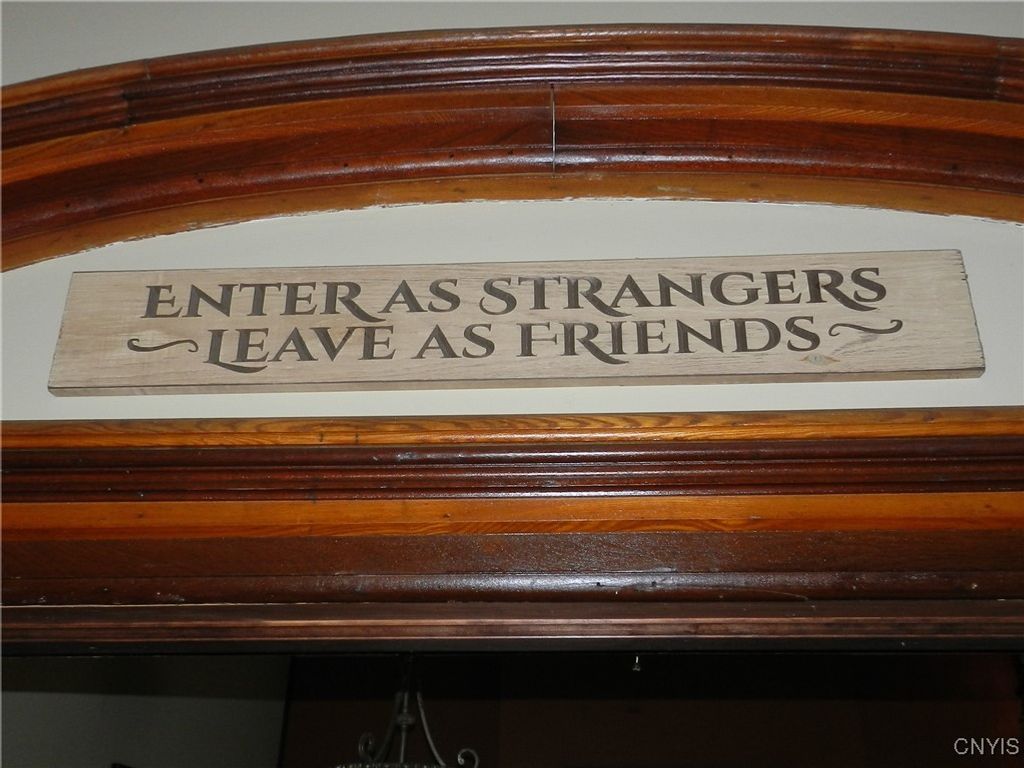 ENTER AS STRANGERS
LEAVE AS FRIENDS
CNYIS